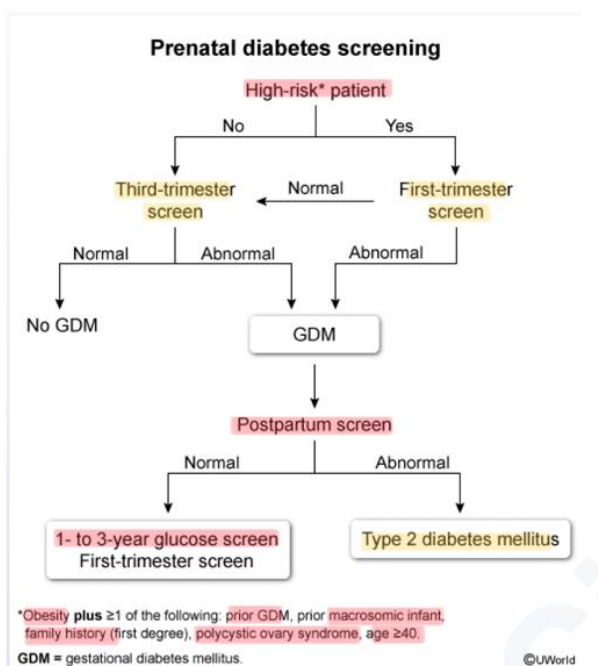 Prenatal diabetes screening
High-risk* patient
No
Yes
Third-trimester
screen
Normal
First-trimester
screen
Normal
Abnormal
Abnormal
No GDM
GDM
Postpartum screen
Normal
Abnormal
1- to 3-year glucose screen
First-trimester screen
Type 2 diabetes mellitus
*Obesity plus ≥1 of the following: prior GDM, prior macrosomic infant,
family history (first degree), polycystic ovary syndrome, age ≥40.
GDM = gestational diabetes mellitus.
©UWorld